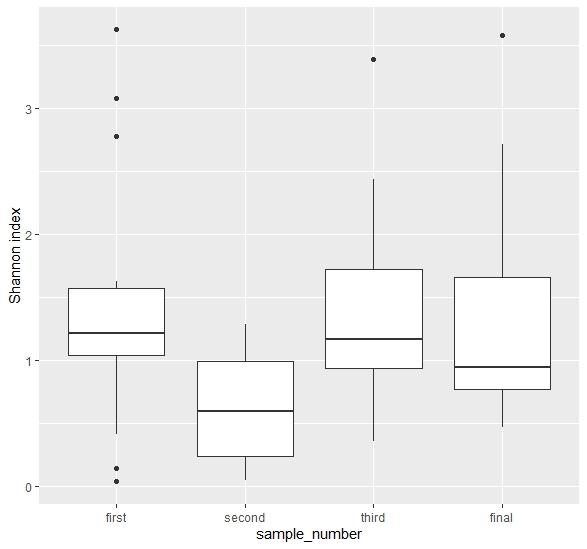 Shannon index
3
2
1
0
first second third final
sample_number